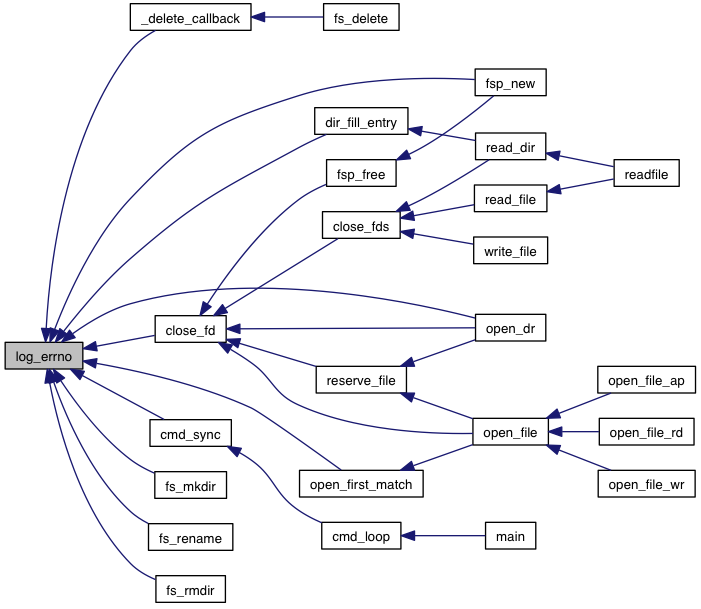 _delete_callback
fs_delete
fsp_new
dir_fill_entry
read_dir
fsp_free
readfile
read_file
close_fds
write_file
close_fd
open_dr
log_errno
reserve_file
open_file_ap
cmd_sync
open_file
open_file_rd
fs_mkdir
open_first_match
open_file_wr
fs_rename
cmd_loop
main
fs_rmdir